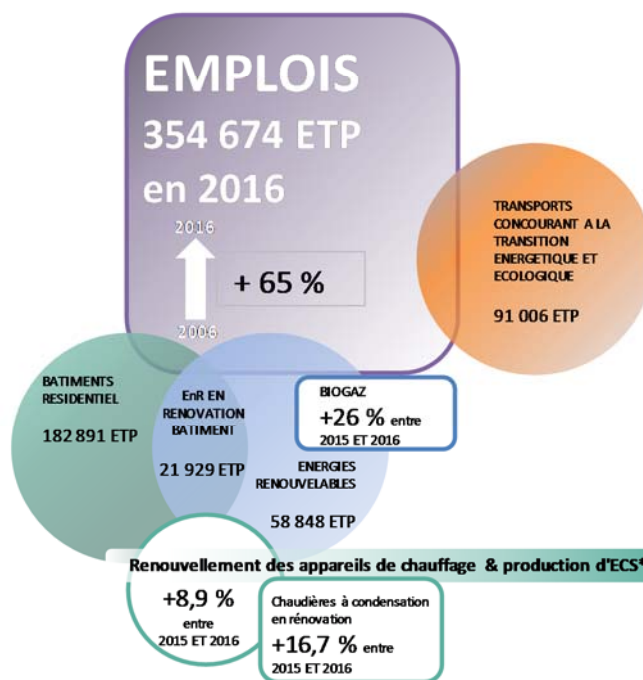 EMPLOIS
354 674 ETP
en 2016
2016
+ 65 %
2006
TRANSPORTS
CONCOURANT A LA
TRANSITION
ENERGETIQUE ET
ECOLOGIQUE
91 006 ETP
BATIMENTS
RESIDENTIEL
182 891 ETP
EnR EN
RENOVATION
BATIMENT
21 929 ETP
BIOGAZ
+26 % entre
2015 ET 2016
ENERGIES
RENOUVELABLES
58 848 ETP
Renouvellement des appareils de chauffage & production d'ECS*
+8,9 %
entre
2015 ET 2016
Chaudières à condensation
en rénovation
+16,7 % entre
2015 ET 2016